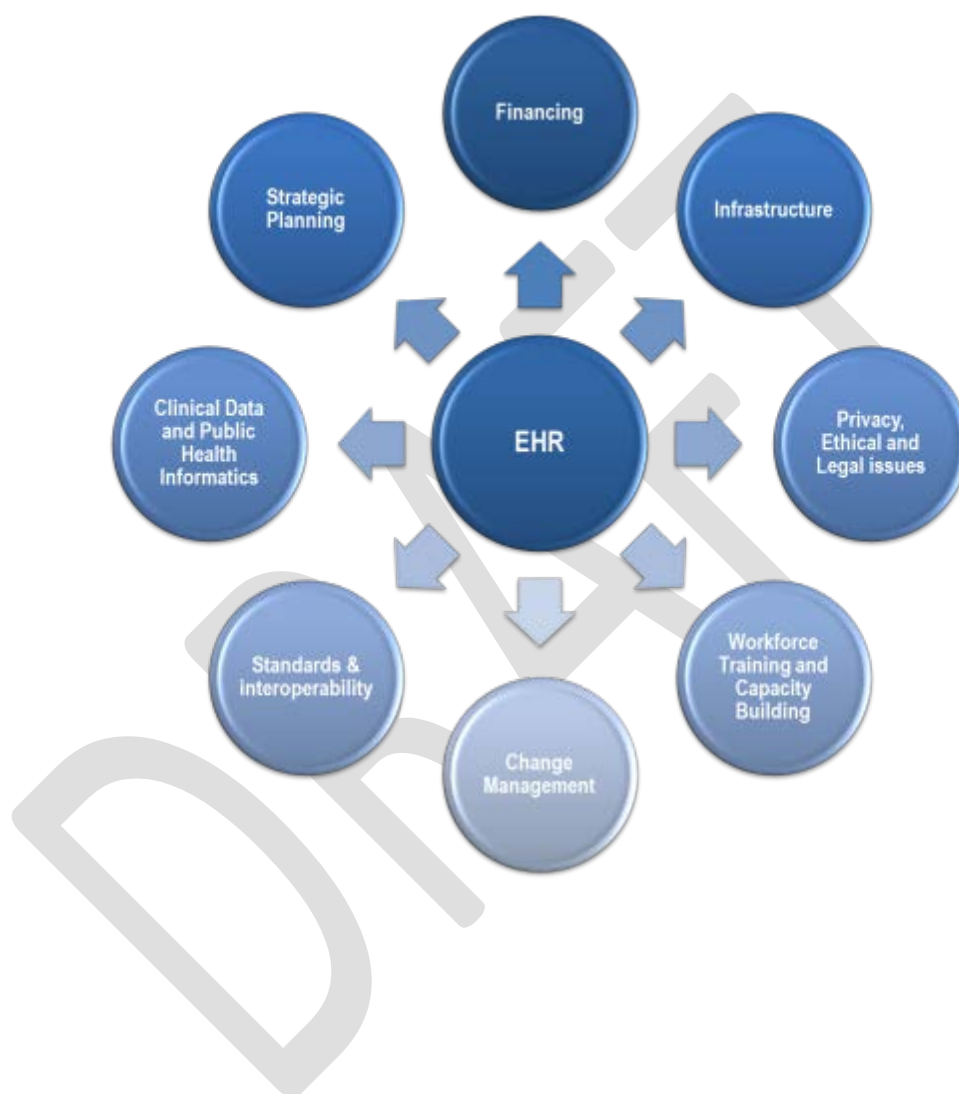 Financing
Strategic
Planning
Infrastructure
Clinical Data
and Public
Health
Informatics
EHR
Privacy,
Ethical and
Legal issues
Standards &
interoperability
Workforce
Training and
Capacity
Building
Change
Management
DrAfT